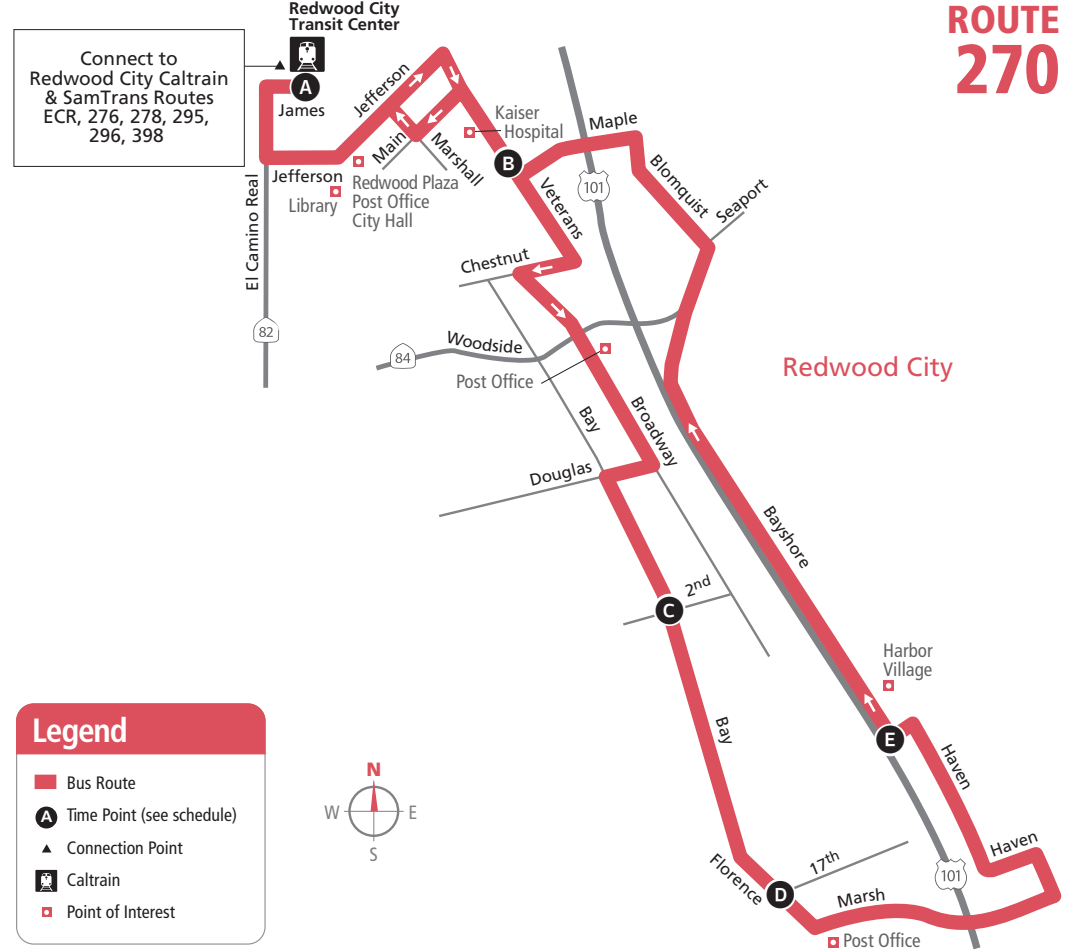 ROUTE
270
Redwood City
Transit Center
Connect to
Redwood City Caltrain
& SamTrans Routes
ECR, 276, 278, 295,
296, 398
A
James
Jefferson
Main
Marshall
Kaiser
Hospital
B
Maple
101
Blomquist
Seaport
Jefferson
Library
Redwood Plaza
Post Office
City Hall
Veterans
El Camino Real
82
Chestnut
84
Woodside
Post Office
Redwood City
Bay
Broadway
Douglas
Bayshore
2nd
C
Harbor
Village
E
Bay
Haven
Haven
Florence
17th
D
Marsh
101
Post Office
Legend
Bus Route
A Time Point (see schedule)
Connection Point
Caltrain
Point of Interest
N
W E
S